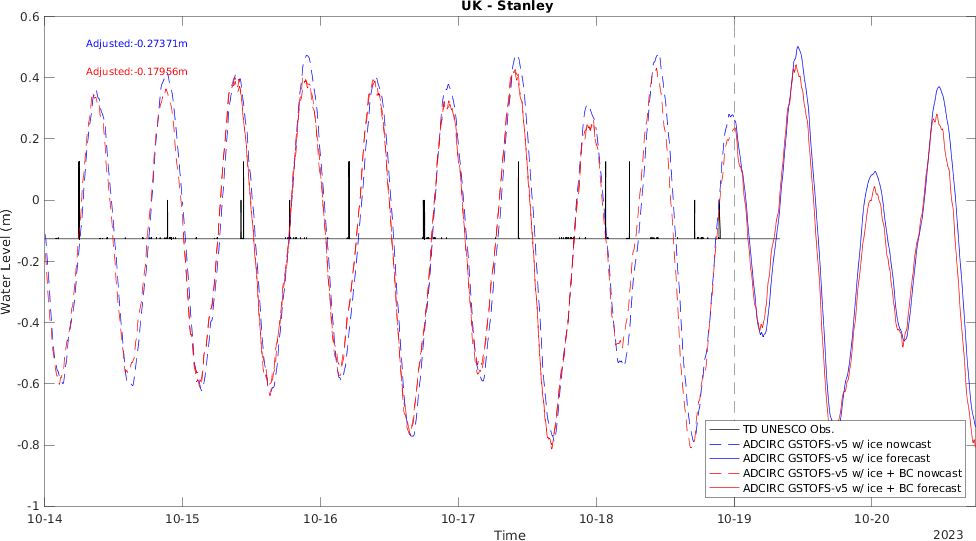 UK - Stanley
Adjusted:-0.27371m
Adjusted:-0.17956m
0.6
0.4
0.2
0
-0.2
-0.4
-0.6
-0.8
-1
Water Level (m)
TD UNESCO Obs.
ADCIRC GSTOFS-v5 w/ ice nowcast
ADCIRC GSTOFS-v5 w/ ice forecast
ADCIRC GSTOFS-v5 w/ ice + BC nowcast
ADCIRC GSTOFS-v5 w/ ice + BC forecast
10-14 10-15 10-16 10-17 10-18 10-19 10-20
Time
2023